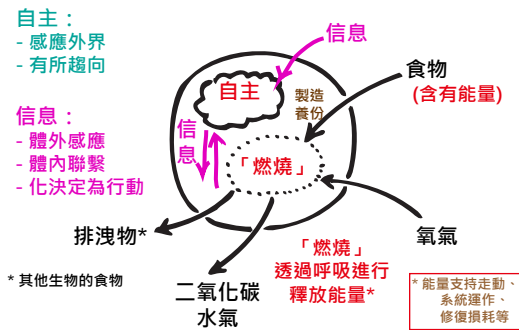 自主：
- 感應外界
- 有所趨向
信息：
- 體外感應
- 體內聯繫
- 化決定為行動
信息
自主
製造
養份
食物
(含有能量)
信
息
「燃燒」
排洩物*
氧氣
「燃燒」
透過呼吸進行
釋放能量*
二氧化碳
水氣
* 其他生物的食物
* 能量支持走動、
系統運作、
修復損耗等